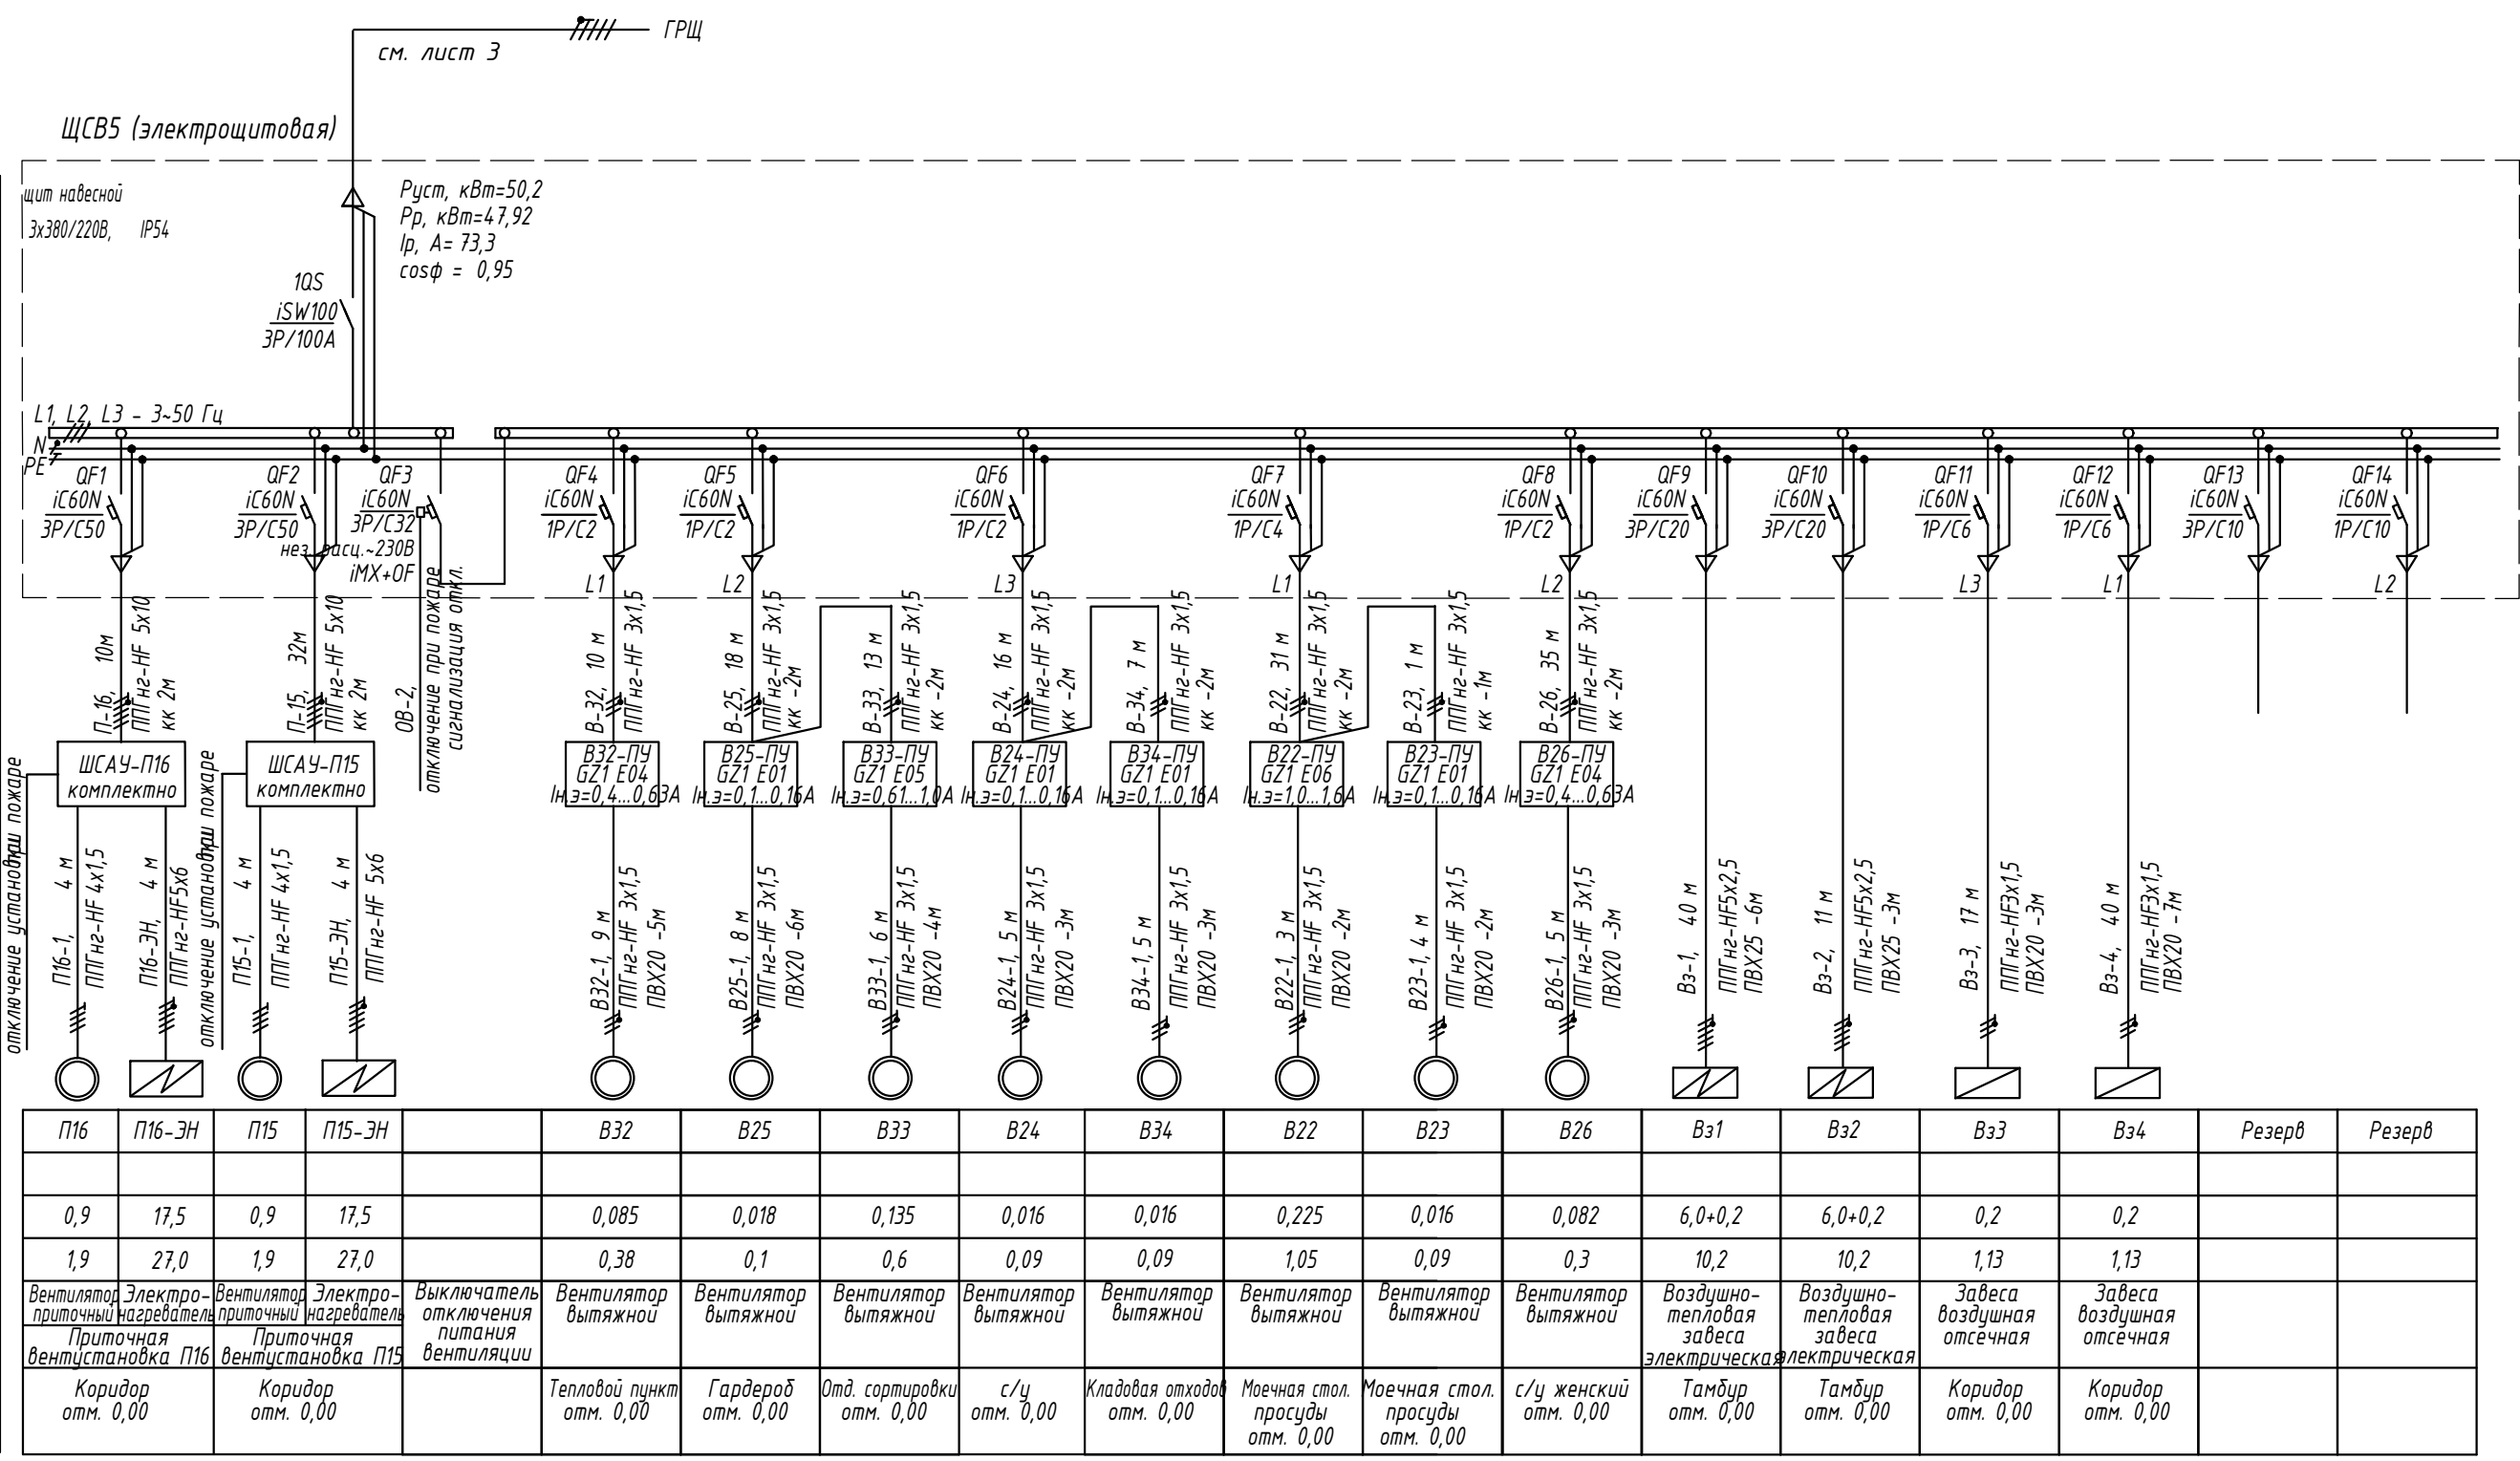 ГРЩ
см. лист 3
ЩСВ5 (электрощитовая)
щит навесной
3х380/220В, IP54
Руст, кВт=50,2
Рр, кВт=47,92
Iр, А= 73,3
cosφ = 0,95
1QS
iSW100
3P/100A
L1, L2, L3 - 3~50 Гц
N
PE
QF1
iC60N
3P/C50
QF2
iC60N
3P/C50
QF3
iC60N
3P/C32
нез. расц.~230В
iMX+OF
QF4
iC60N
1P/C2
L1
QF5
iC60N
1P/C2
L2
QF6
iC60N
1P/C2
L3
QF7
iC60N
1P/C4
L1
QF8
iC60N
1P/C2
L2
QF9
iC60N
3P/C20
QF10
iC60N
3P/C20
QF11
iC60N
1P/C6
L3
QF12
iC60N
1P/C6
L1
QF13
iC60N
3P/C10
QF14
iC60N
1P/C10
L2
П-16, 10м
ППГнг-HF 5х10
кк 2м
П-15, 32м
ППГнг-HF 5х10
кк 2м
ОВ-2,
отключение при пожаре
сигнализация откл.
В-32, 10 м
ППГнг-HF 3х1,5
В-25, 18 м
ППГнг-HF 3х1,5
кк -2м
В-33, 13 м
ППГнг-HF 3х1,5
кк -2м
В-24, 16 м
ППГнг-HF 3х1,5
кк -2м
В-34, 7 м
ППГнг-HF 3х1,5
кк -2м
В-22, 31 м
ППГнг-HF 3х1,5
кк -2м
В-23, 1 м
ППГнг-HF 3х1,5
кк -1м
В-26, 35 м
ППГнг-HF 3х1,5
кк -2м
ШСАУ-П16
комплектно
ШСАУ-П15
комплектно
В32-ПУ
GZ1 E04
Iн.э=0,4...0,63А
В25-ПУ
GZ1 E01
Iн.э=0,1...0,16А
В33-ПУ
GZ1 E05
Iн.э=0,61...1,0А
В24-ПУ
GZ1 E01
Iн.э=0,1...0,16А
В34-ПУ
GZ1 E01
Iн.э=0,1...0,16А
В22-ПУ
GZ1 E06
Iн.э=1,0...1,6А
В23-ПУ
GZ1 E01
Iн.э=0,1...0,16А
В26-ПУ
GZ1 E04
Iн.э=0,4...0,63А
отключение установки при пожаре
П16-1, 4 м
ППГнг-HF 4х1,5
П16-ЭН, 4 м
ППГнг-HF5х6
отключение установки при пожаре
П15-1, 4 м
ППГнг-HF 4х1,5
П15-ЭН, 4 м
ППГнг-HF 5х6
В32-1, 9 м
ППГнг-HF 3х1,5
ПВХ20 -5м
В25-1, 8 м
ППГнг-HF 3х1,5
ПВХ20 -6м
В33-1, 6 м
ППГнг-HF 3х1,5
ПВХ20 -4м
В24-1, 5 м
ППГнг-HF 3х1,5
ПВХ20 -3м
В34-1, 5 м
ППГнг-HF 3х1,5
ПВХ20 -3м
В22-1, 3 м
ППГнг-HF 3х1,5
ПВХ20 -2м
В23-1, 4 м
ППГнг-HF 3х1,5
ПВХ20 -2м
В26-1, 5 м
ППГнг-HF 3х1,5
ПВХ20 -3м
Вз-1, 40 м
ППГнг-HF5х2,5
ПВХ25 -6м
Вз-2, 11 м
ППГнг-HF5х2,5
ПВХ25 -3м
Вз-3, 17 м
ППГнг-HF3х1,5
ПВХ20 -3м
Вз-4, 40 м
ППГнг-HF3х1,5
ПВХ20 -7м
П16 П16-ЭН П15 П15-ЭН В32 В25 В33 В24 В34 В22 В23 В26 Вз1 Вз2 Вз3 Вз4 Резерв Резерв
0,9 17,5 0,9 17,5 0,085 0,018 0,135 0,016 0,016 0,225 0,016 0,082 6,0+0,2 6,0+0,2 0,2 0,2
1,9 27,0 1,9 27,0 0,38 0,1 0,6 0,09 0,09 1,05 0,09 0,3 10,2 10,2 1,13 1,13
Вентилятор
приточный
Электро-
нагреватель
Вентилятор
приточный
Электро-
нагреватель
Приточная
вентустановка П16
Приточная
вентустановка П15
Выключатель
отключения
питания
вентиляции
Вентилятор
вытяжной
Вентилятор
вытяжной
Вентилятор
вытяжной
Вентилятор
вытяжной
Вентилятор
вытяжной
Вентилятор
вытяжной
Вентилятор
вытяжной
Вентилятор
вытяжной
Воздушно-
тепловая
завеса
электрическая
Воздушно-
тепловая
завеса
электрическая
Завеса
воздушная
отсечная
Завеса
воздушная
отсечная
Коридор
отм. 0,00
Коридор
отм. 0,00
Тепловой пункт
отм. 0,00
Гардероб
отм. 0,00
Отд. сортировки
отм. 0,00
с/у
отм. 0,00
Кладовая отходов
отм. 0,00
Моечная стол.
просуды
отм. 0,00
Моечная стол.
просуды
отм. 0,00
с/у женский
отм. 0,00
Тамбур
отм. 0,00
Тамбур
отм. 0,00
Коридор
отм. 0,00
Коридор
отм. 0,00